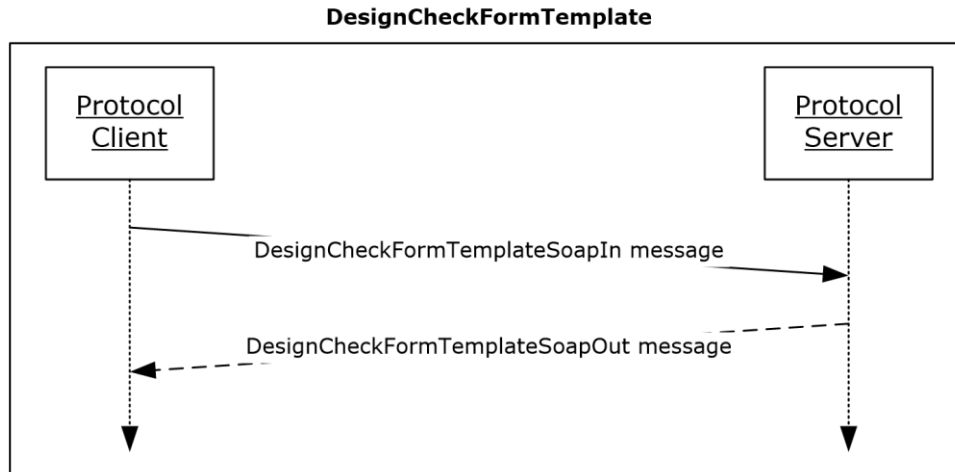 DesignCheckFormTemplate
Protocol
Client
Protocol
Server
DesignCheckFormTemplateSoapIn message
DesignCheckFormTemplateSoapOut message